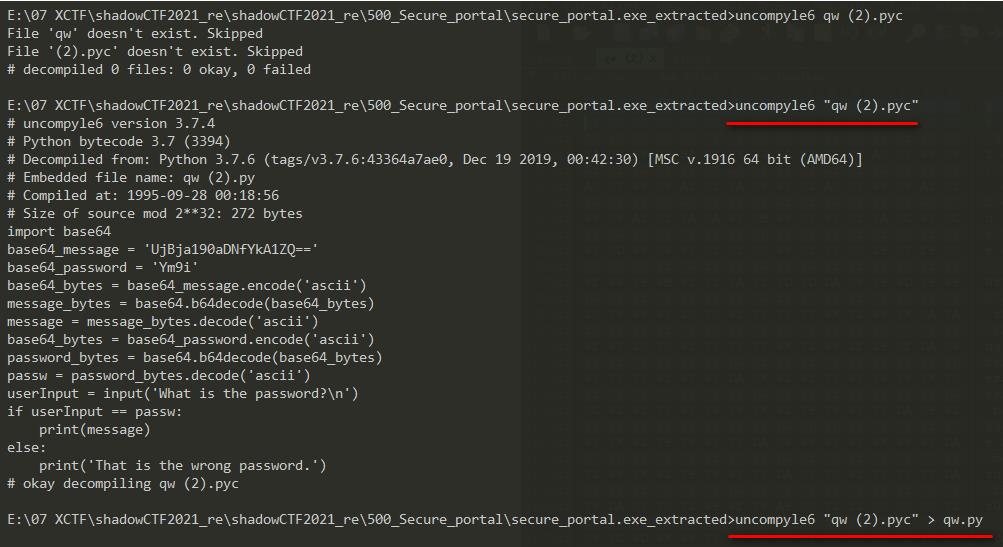 E:\07 XCTF\shadowCTF2021_re\shadowCTF2021_re\500_Secure_portal\secure_portal.exe_extracted>uncompyle6 qw (2).pyc
File 'qw' doesn't exist. Skipped
File '(2).pyc' doesn't exist. Skipped
# decompiled 0 files: 0 okay, 0 failed
E:\07 XCTF\shadowCTF2021_re\shadowCTF2021_re\500_Secure_portal\secure_portal.exe_extracted>uncompyle6 "qw (2).pyc"
# uncompyle6 version 3.7.4
# Python bytecode 3.7 (3394)
# Decompiled from: Python 3.7.6 (tags/v3.7.6:43364a7ae0, Dec 19 2019, 00:42:30) [MSC v.1916 64 bit (AMD64)]
# Embedded file name: qw (2).py
# Compiled at: 1995-09-28 00:18:56
# Size of source mod 2**32: 272 bytes
import base64
base64_message = 'UjBja190aDNfYkA1ZQ=='
base64_password = 'Ym9i'
base64_bytes = base64_message.encode('ascii')
message_bytes = base64.b64decode(base64_bytes)
message = message_bytes.decode('ascii')
base64_bytes = base64_password.encode('ascii')
password_bytes = base64.b64decode(base64_bytes)
passw = password_bytes.decode('ascii')
userInput = input('What is the password?\n')
if userInput == passw:
    print(message)
else:
    print('That is the wrong password.')
# okay decompiling qw (2).pyc
E:\07 XCTF\shadowCTF2021_re\shadowCTF2021_re\500_Secure_portal\secure_portal.exe_extracted>uncompyle6 "qw (2).pyc" > qw.py